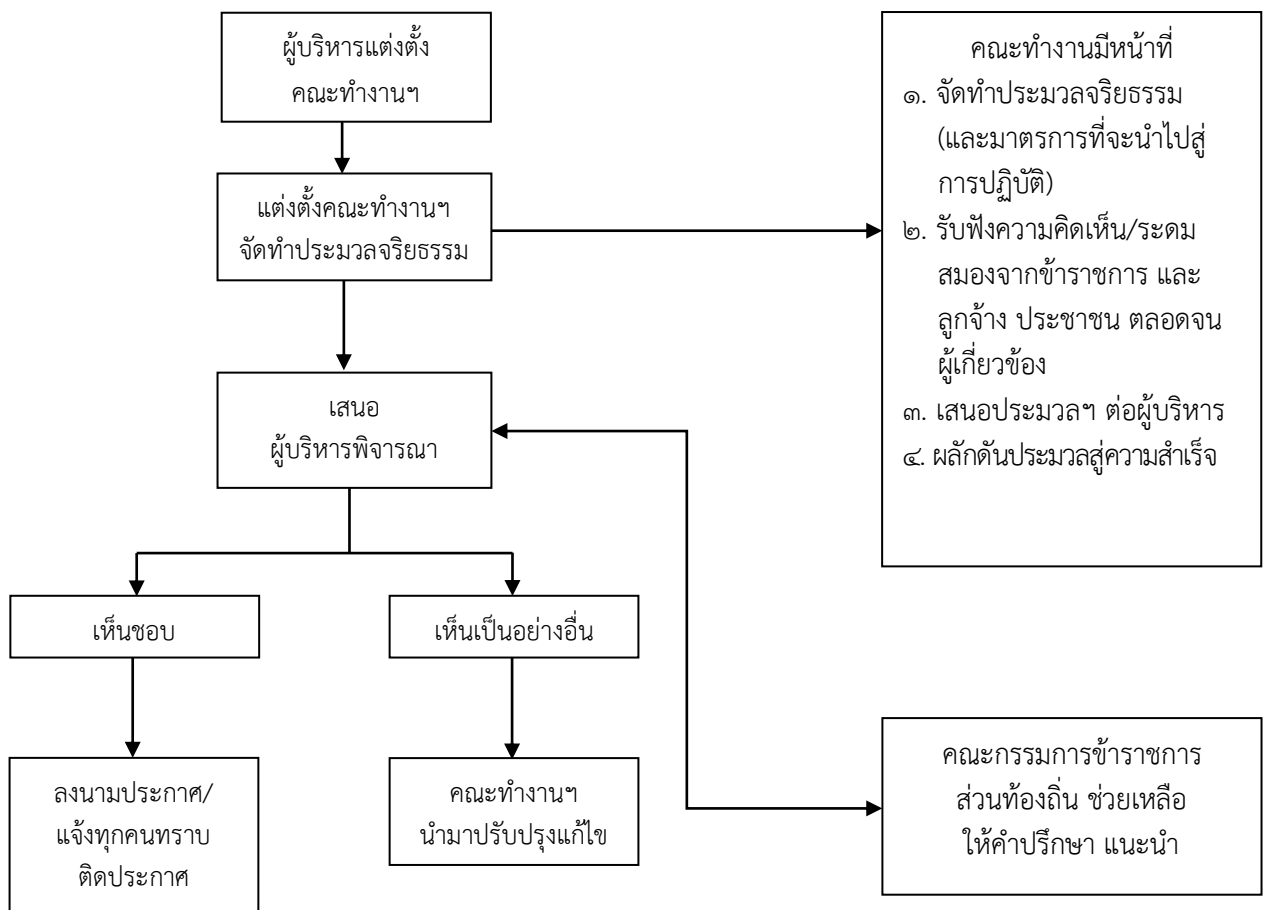 ผู้บริหารแต่งตั้ง
คณะทำงานฯ
แต่งตั้งคณะทำงานฯ
จัดทำประมวลจริยธรรม
คณะทำงานมีหน้าที่
๑. จัดทำประมวลจริยธรรม
(และมาตรการที่จะนำไปสู่
การปฏิบัติ)
๒. รับฟังความคิดเห็น/ระดม
สมองจากข้าราชการ และ
ลูกจ้าง ประชาชน ตลอดจน
ผู้เกี่ยวข้อง
๓. เสนอประมวลฯ ต่อผู้บริหาร
๔. ผลักดันประมวลสู่ความสำเร็จ
เสนอ
ผู้บริหารพิจารณา
เห็นชอบ
เห็นเป็นอย่างอื่น
ลงนามประกาศ/
แจ้งทุกคนทราบ
ติดประกาศ
คณะทำงานฯ
นำมาปรับปรุงแก้ไข
คณะกรรมการข้าราชการ
ส่วนท้องถิ่น ช่วยเหลือ
ให้คำปรึกษา แนะนำ